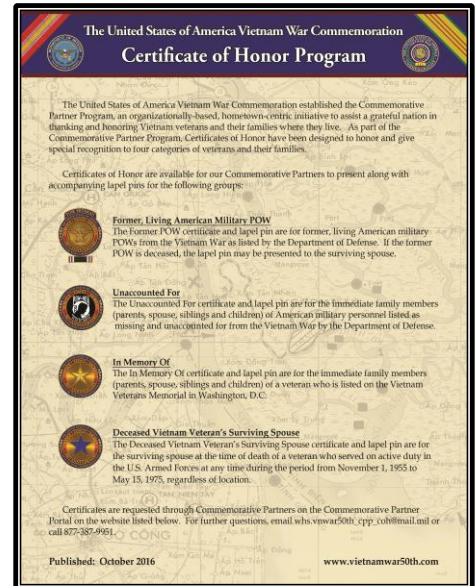 The United States of America Vietnam War Commemoration
Certificate of Honor Program
The United States of America Vietnam War Commemoration established the Commemorative
Partner Program, an organizationally-based, hometown-centric initiative to assist a grateful nation in
thanking and honoring Vietnam veterans and their families where they live. As part of the
Commemorative Partner Program, Certificates of Honor have been designed to honor and give
special recognition to four categories of veterans and their families.
Certificates of Honor are available for our Commemorative Partners to present along with
accompanying lapel pins for the following groups:
Former, Living American Military POW
The Former POW certificate and lapel pin are for former, living American military
POWs from the Vietnam War as listed by the Department of Defense. If the former
POW is deceased, the lapel pin may be presented to the surviving spouse.
Unaccounted For
The Unaccounted For certificate and lapel pin are for the immediate family members
(parents, spouse, siblings and children) of American military personnel listed as
missing and unaccounted for from the Vietnam War by the Department of Defense.
In Memory Of
The In Memory Of certificate and lapel pin are for the immediate family members
(parents, spouse, siblings and children) of a veteran who is listed on the Vietnam
Veterans Memorial in Washington, D.C.
Deceased Vietnam Veteran's Surviving Spouse
The Deceased Vietnam Veteran's Surviving Spouse certificate and lapel pin are for
the surviving spouse at the time of death of a veteran who served on active duty in
the U.S. Armed Forces at any time during the period from November 1, 1955 to
May 15, 1975, regardless of location.
Certificates are requested through Commemorative Partners on the Commemorative Partner
Portal on the website listed below. For further questions, email whs.vnwar50th_cpp_coh@mail.mil or
call 877-387-9951.
Published: October 2016 www.vietnamwar50th.com